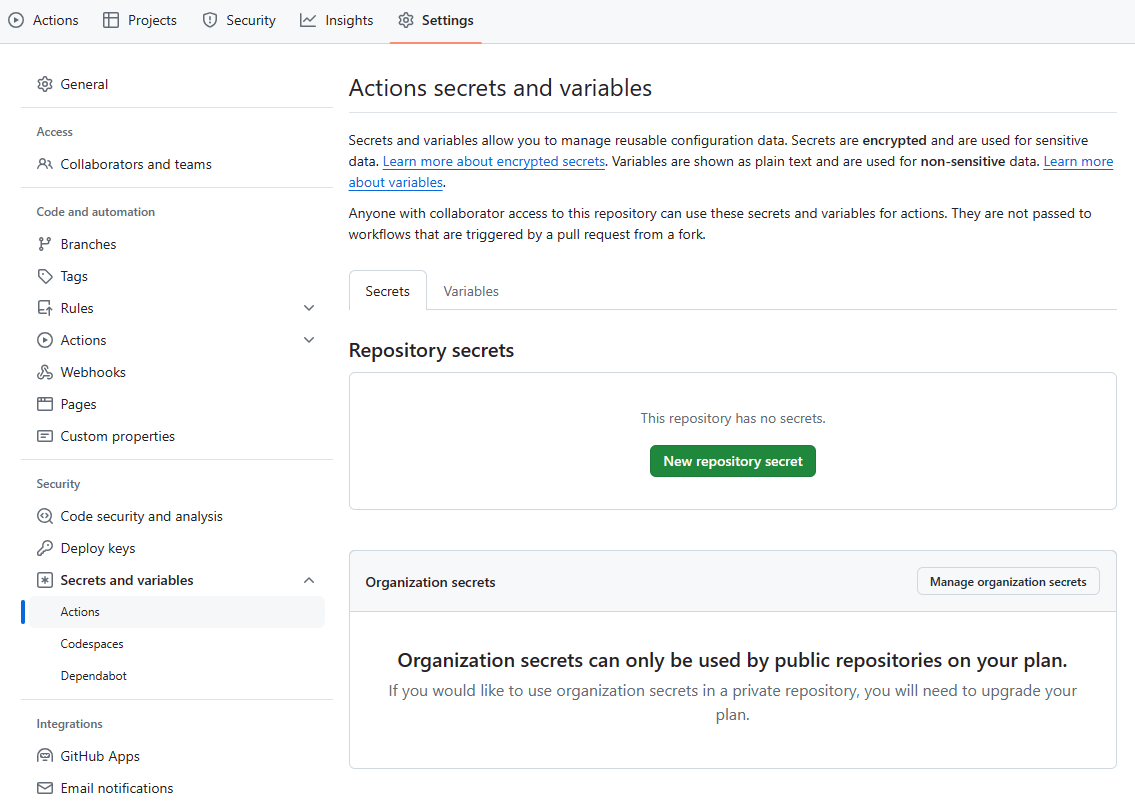 Actions Projects Security Insights Settings
General
Access
Collaborators and teams
Code and automation
Branches
Tags
Rules
Actions
Webhooks
Pages
Custom properties
Security
Code security and analysis
Deploy keys
Secrets and variables
Actions
Codespaces
Dependabot
Integrations
GitHub Apps
Email notifications
Actions secrets and variables
Secrets and variables allow you to manage reusable configuration data. Secrets are encrypted and are used for sensitive
data. Learn more about encrypted secrets. Variables are shown as plain text and are used for non-sensitive data. Learn more
about variables.
Anyone with collaborator access to this repository can use these secrets and variables for actions. They are not passed to
workflows that are triggered by a pull request from a fork.
Secrets Variables
Repository secrets
This repository has no secrets.
New repository secret
Organization secrets Manage organization secrets
Organization secrets can only be used by public repositories on your plan.
If you would like to use organization secrets in a private repository, you will need to upgrade your
plan.